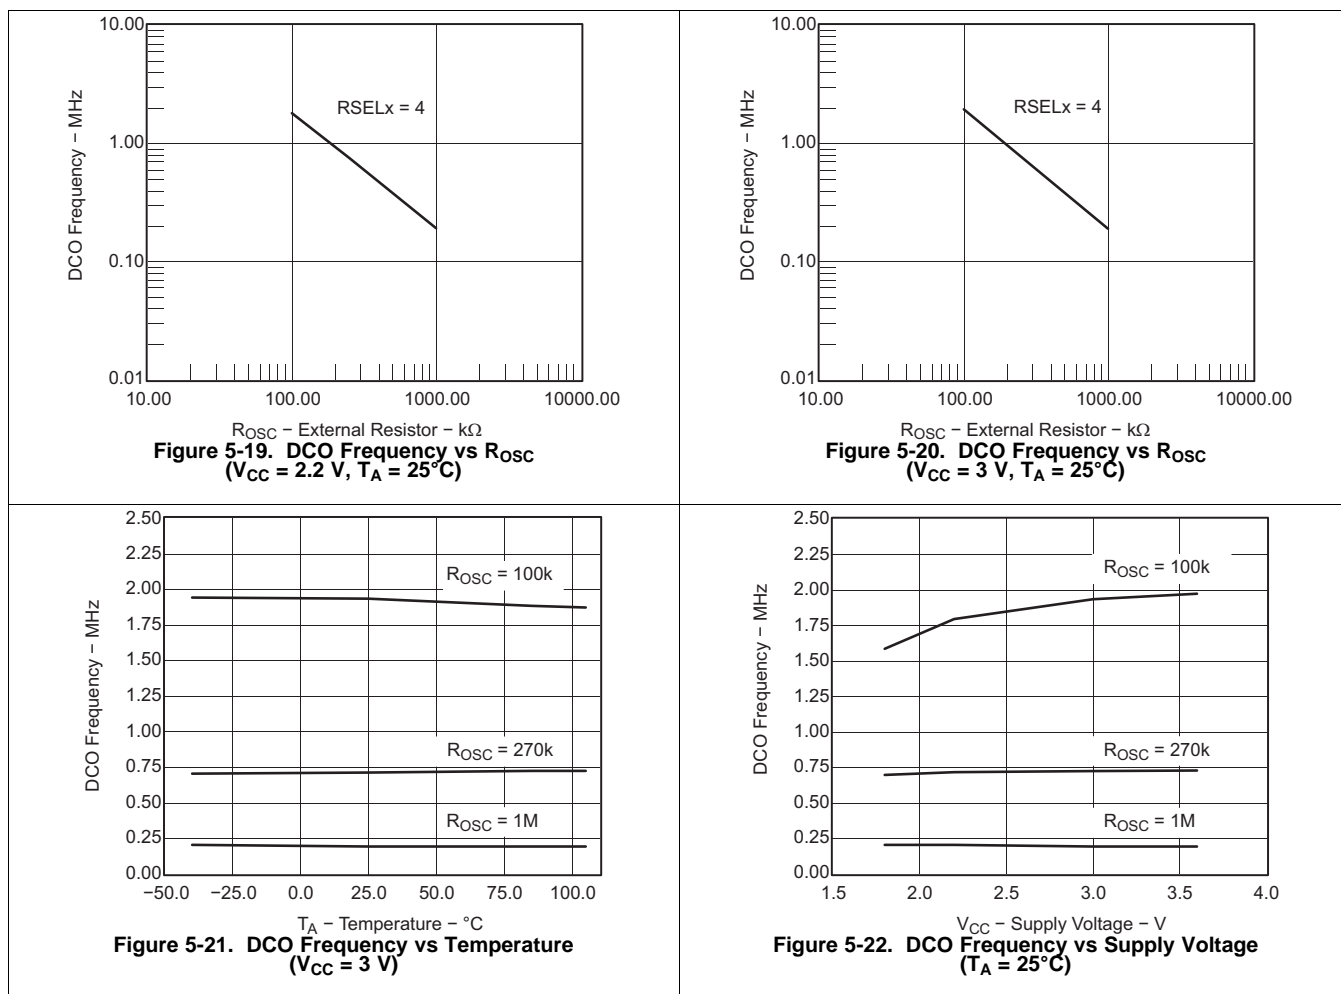 10.00
1.00
0.10
0.01
DCO Frequency − MHz
RSELx = 4
10.00 100.00 1000.00 10000.00
ROSC − External Resistor − kΩ
Figure 5-19. DCO Frequency vs ROSC
(VCC = 2.2 V, TA = 25°C)
10.00
1.00
0.10
0.01
DCO Frequency − MHz
RSELx = 4
10.00 100.00 1000.00 10000.00
ROSC − External Resistor − kΩ
Figure 5-20. DCO Frequency vs ROSC
(VCC = 3 V, TA = 25°C)
2.50
2.25
2.00
1.75
1.50
1.25
1.00
0.75
0.50
0.25
0.00
DCO Frequency − MHz
ROSC = 100k
ROSC = 270k
ROSC = 1M
−50.0 −25.0 0.0 25.0 50.0 75.0 100.0
TA − Temperature − °C
Figure 5-21. DCO Frequency vs Temperature
(VCC = 3 V)
2.50
2.25
2.00
1.75
1.50
1.25
1.00
0.75
0.50
0.25
0.00
DCO Frequency − MHz
ROSC = 100k
ROSC = 270k
ROSC = 1M
1.5 2.0 2.5 3.0 3.5 4.0
VCC − Supply Voltage − V
Figure 5-22. DCO Frequency vs Supply Voltage
(TA = 25°C)